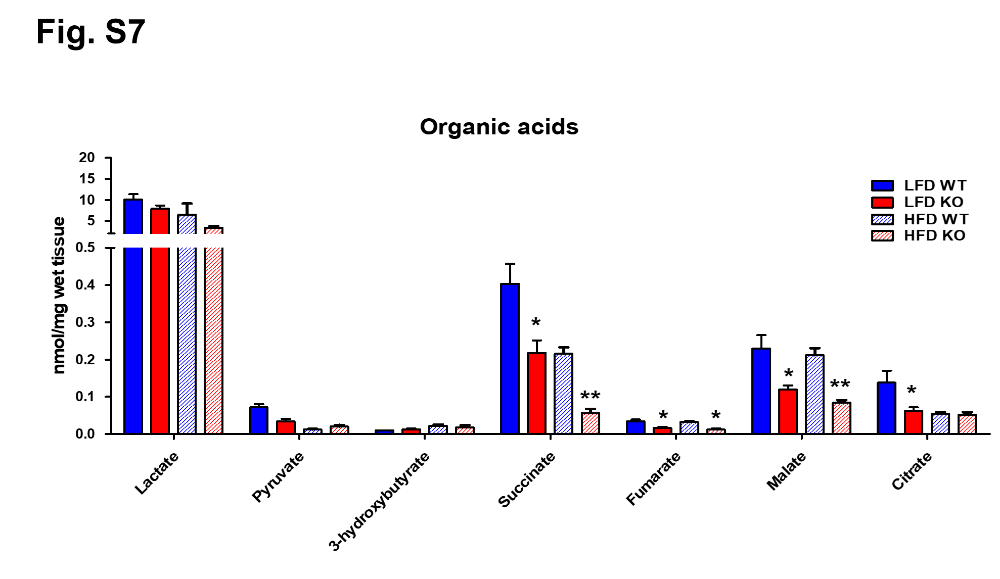 Fig. S7
Organic acids
20
15
10
5
0.5
0.4
0.3
0.2
0.1
0.0
nmol/mg wet tissue
LFD WT
LFD KO
HFD WT
HFD KO
*
**
*
*
*
**
*
Lactate
Pyruvate
3-hydroxybutyrate
Succinate
Fumarate
Malate
Citrate